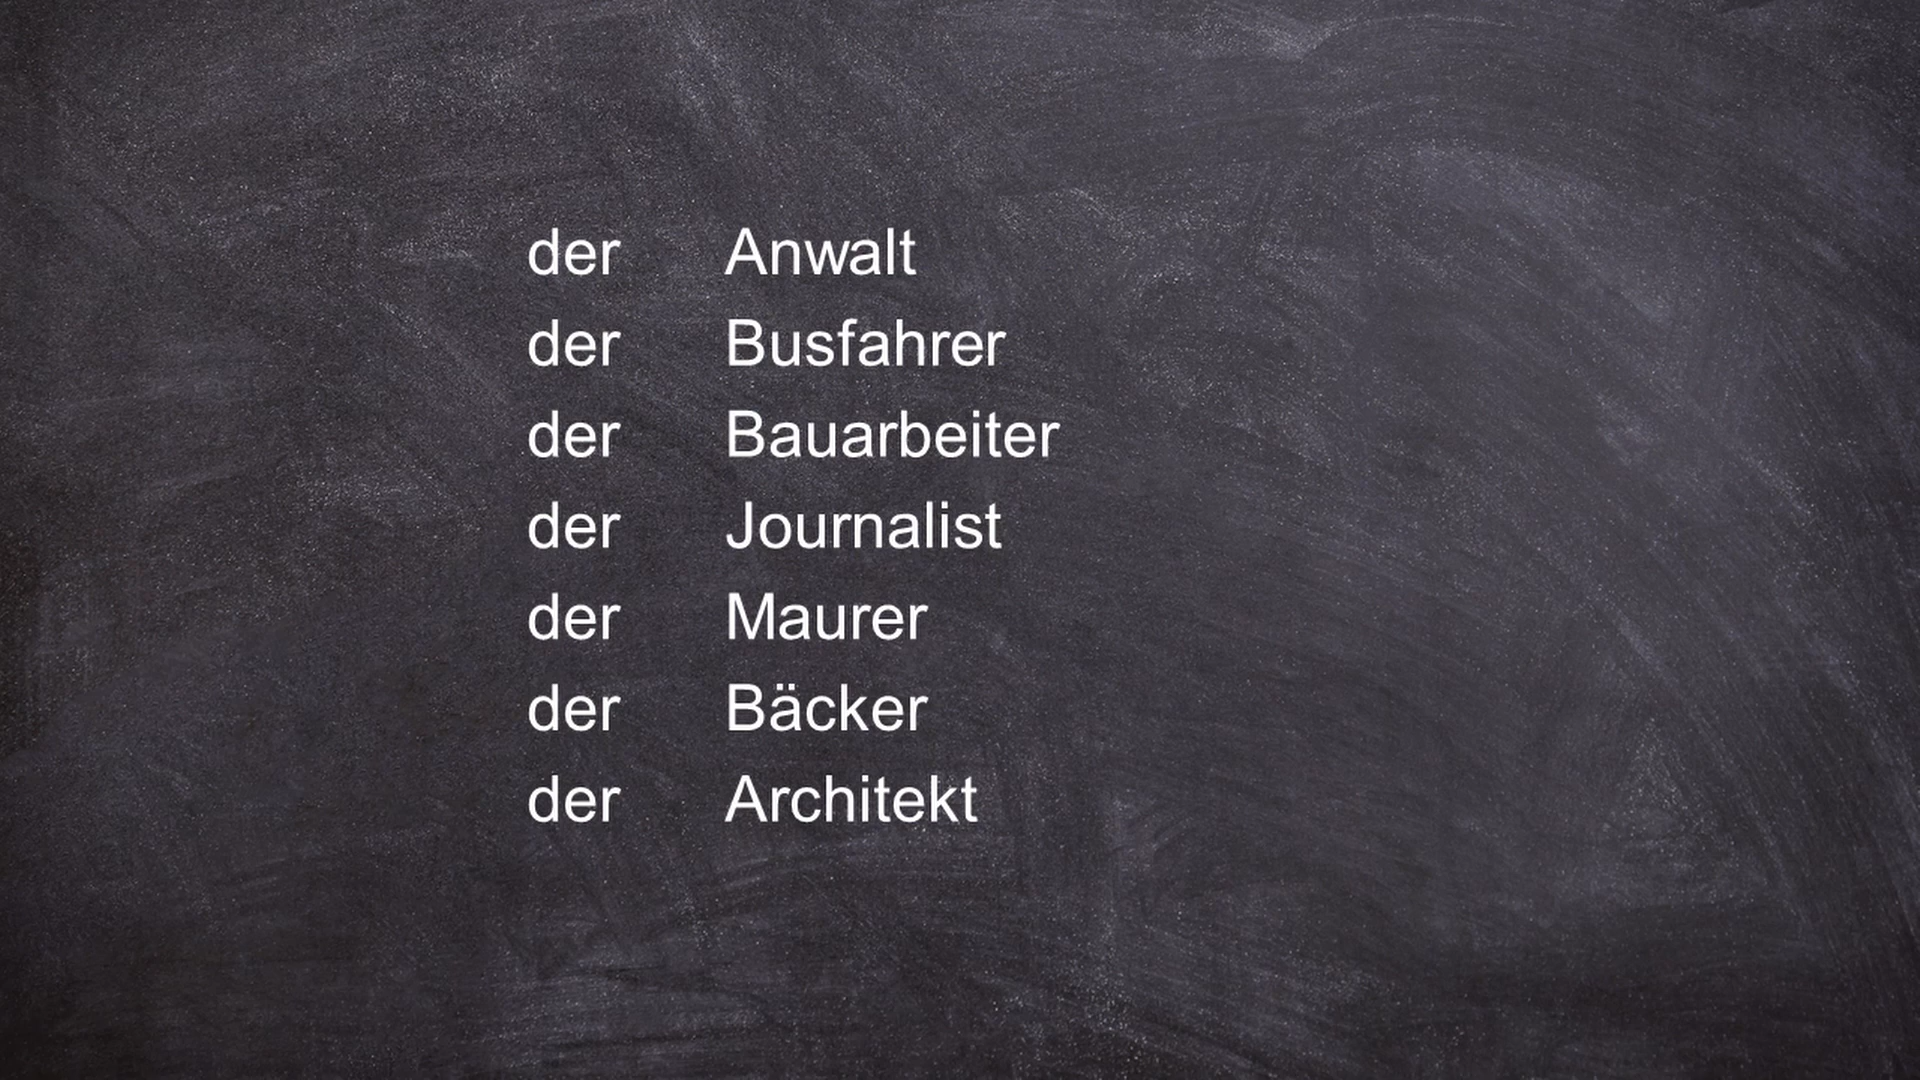 der Anwalt
der Busfahrer
der Bauarbeiter
der Journalist
der Maurer
der Bäcker
der Architekt